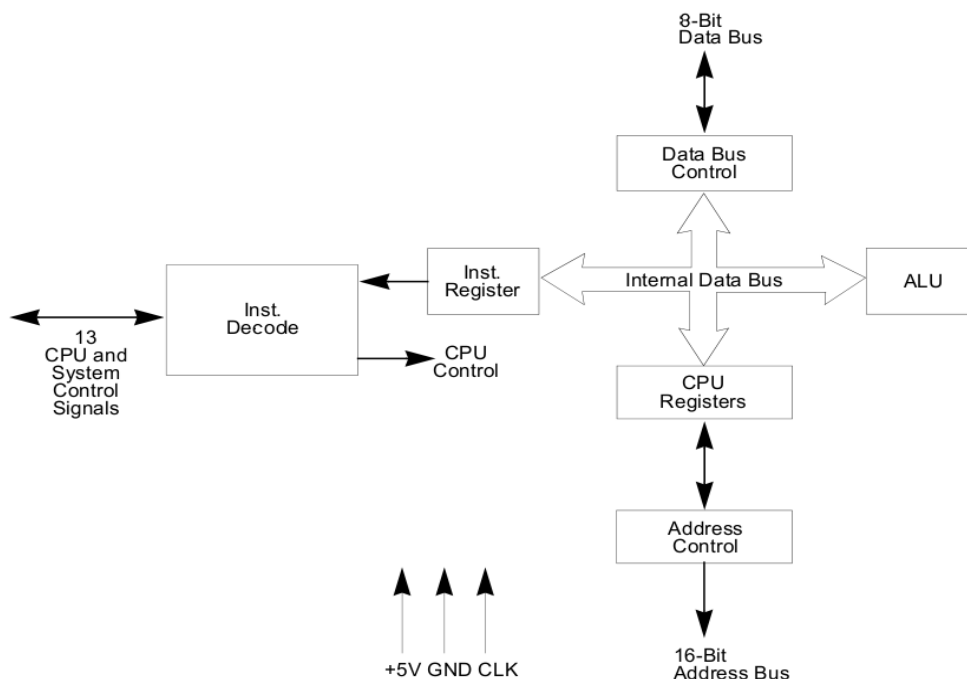 8-Bit
Data Bus
Data Bus
Control
Inst.
Register
Internal Data Bus
ALU
Inst.
Decode
13
CPU and
System
Control
Signals
CPU
Control
CPU
Registers
Address
Control
+5V GND CLK
16-Bit
Address Bus